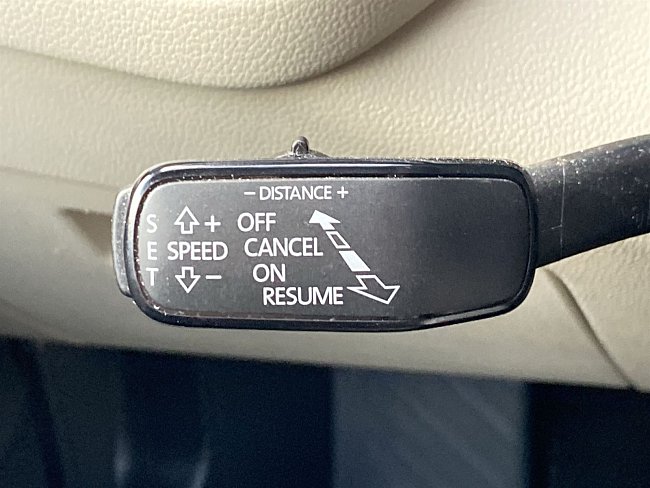 − DISTANCE +
S + OFF
E SPEED CANCEL
T − ON
RESUME